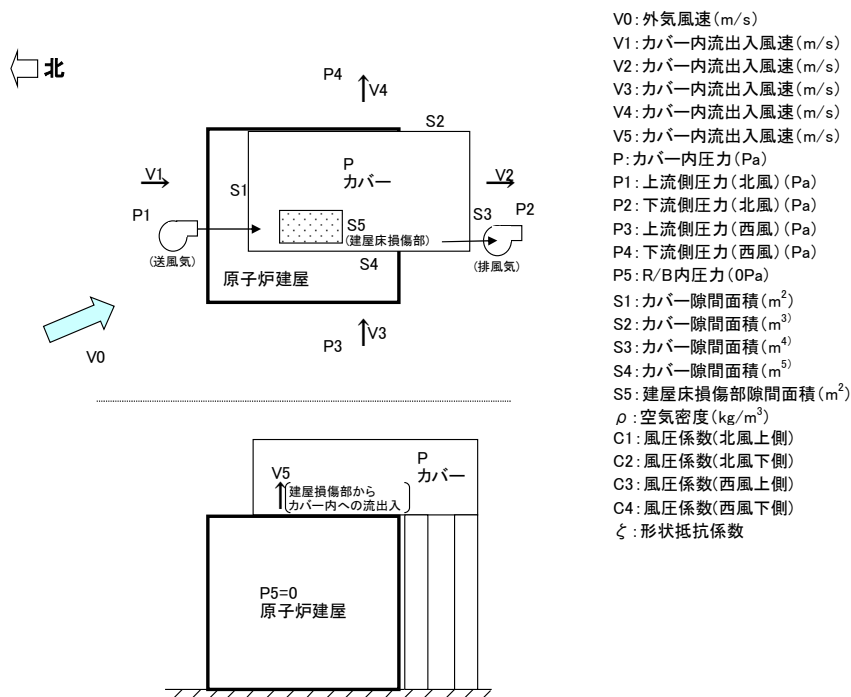 北
P4
V4
S2
V1
P
カバー
V2
S1
P1
S5
(建屋床損傷部)
S3
P2
(送風気)
S4
(排風気)
原子炉建屋
P3
V3
V0
P
カバー
V5
建屋損傷部から
カバー内への流出入
P5=0
原子炉建屋
V0:外気風速(m/s)
V1:カバー内流出入風速(m/s)
V2:カバー内流出入風速(m/s)
V3:カバー内流出入風速(m/s)
V4:カバー内流出入風速(m/s)
V5:カバー内流出入風速(m/s)
P:カバー内圧力(Pa)
P1:上流側圧力(北風)(Pa)
P2:下流側圧力(北風)(Pa)
P3:上流側圧力(西風)(Pa)
P4:下流側圧力(西風)(Pa)
P5:R/B内圧力(0Pa)
S1:カバー隙間面積(m²)
S2:カバー隙間面積(m³)
S3:カバー隙間面積(m⁴)
S4:カバー隙間面積(m⁵)
S5:建屋床損傷部隙間面積(m²)
ρ:空気密度(kg/m³)
C1:風圧係数(北風上側)
C2:風圧係数(北風下側)
C3:風圧係数(西風上側)
C4:風圧係数(西風下側)
ζ:形状抵抗係数